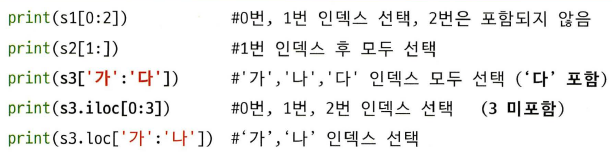 print(s1[0:2]) #0번, 1번 인덱스 선택, 2번은 포함되지 않음
print(s2[1:]) #1번 인덱스 후 모두 선택
print(s3['가':'다']) #'가','나','다' 인덱스 모두 선택 ('다' 포함)
print(s3.iloc[0:3]) #0번, 1번, 2번 인덱스 선택 (3 미포함)
print(s3.loc['가':'나']) #'가','나' 인덱스 선택